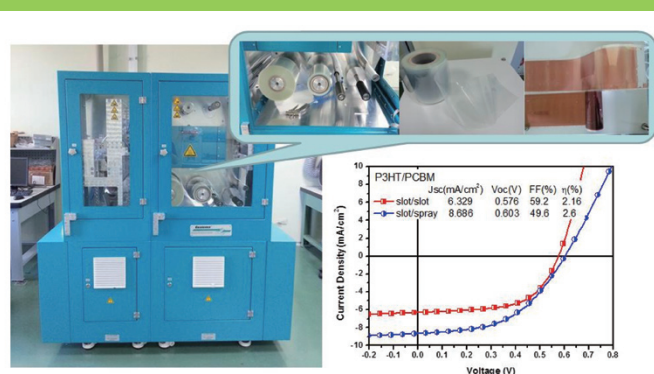 P3HT/PCBM
Jsc(mA/cm²) Voc(V) FF(%) η(%)
slot/slot 6.329 0.576 59.2 2.16
slot/spray 8.686 0.603 49.6 2.6
Current Density (mA/cm²)
10
8
6
4
2
0
-2
-4
-6
-8
-10
-0.2 -0.1 0.0 0.1 0.2 0.3 0.4 0.5 0.6 0.7 0.8
Voltage (V)